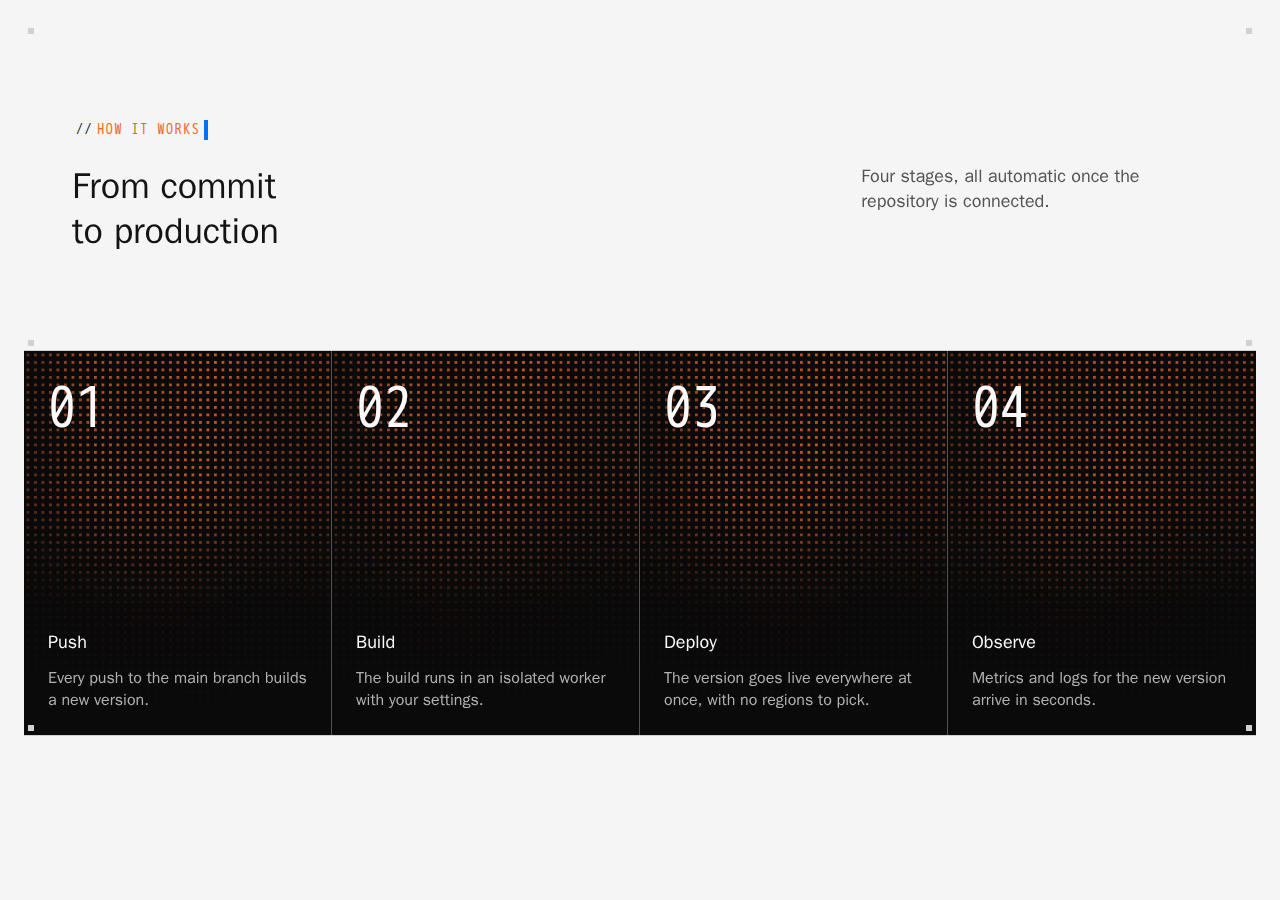 // HOW IT WORKS
From commit
to production
Four stages, all automatic once the
repository is connected.
01
Push
Every push to the main branch builds
a new version.
02
Build
The build runs in an isolated worker
with your settings.
03
Deploy
The version goes live everywhere at
once, with no regions to pick.
04
Observe
Metrics and logs for the new version
arrive in seconds.